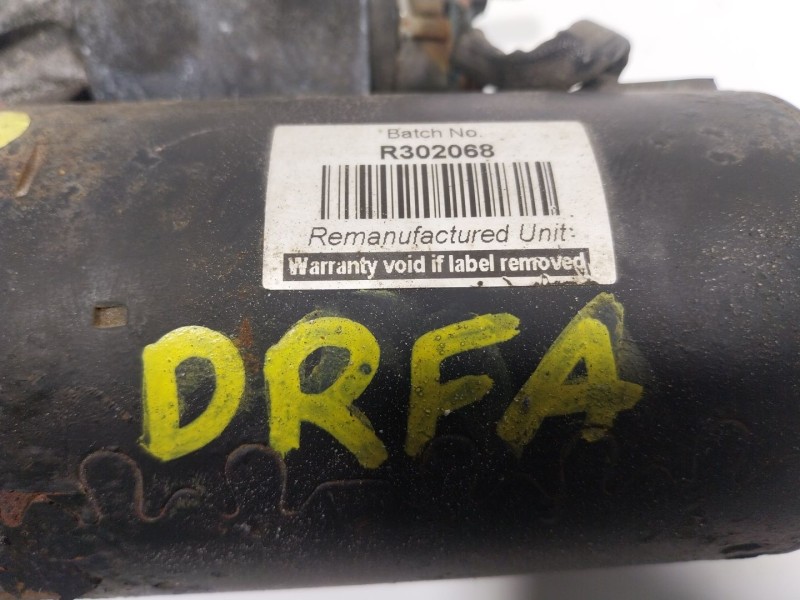 Batch No.
R302068
Remanufactured Unit
Warranty void if label removed
DRFA